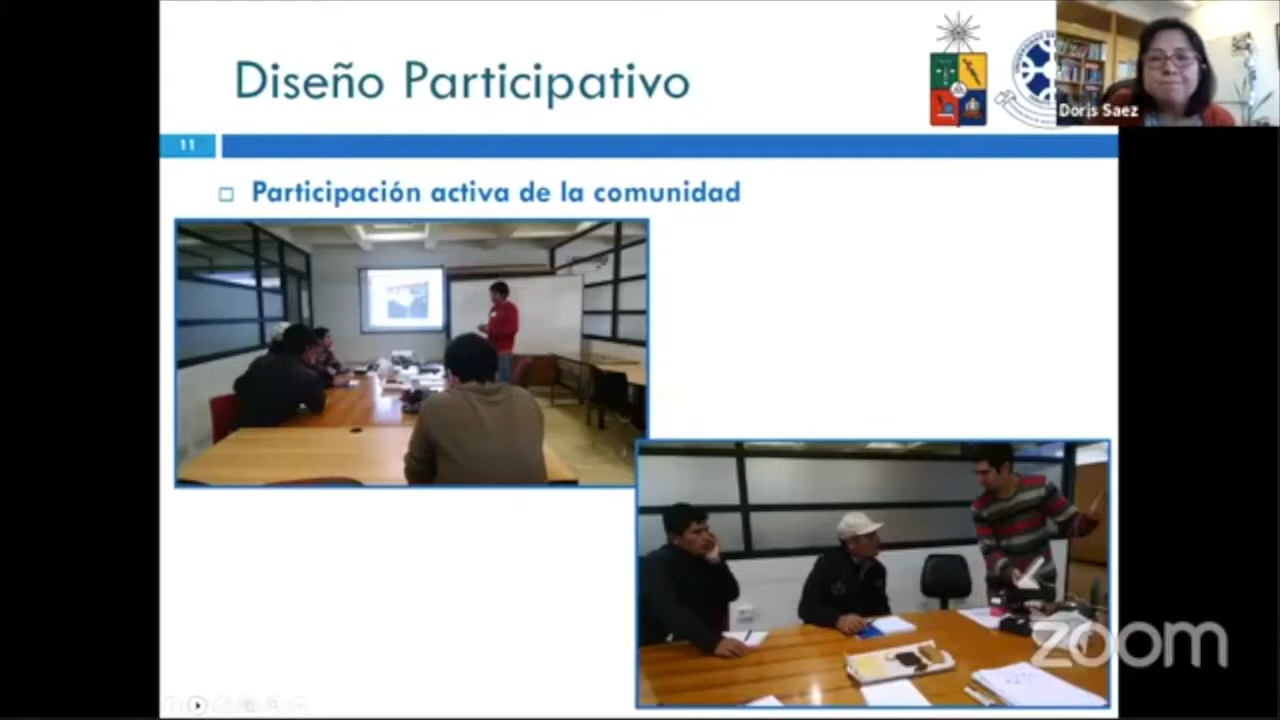 Diseño Participativo
Doris Saez
11
Participación activa de la comunidad
zoom